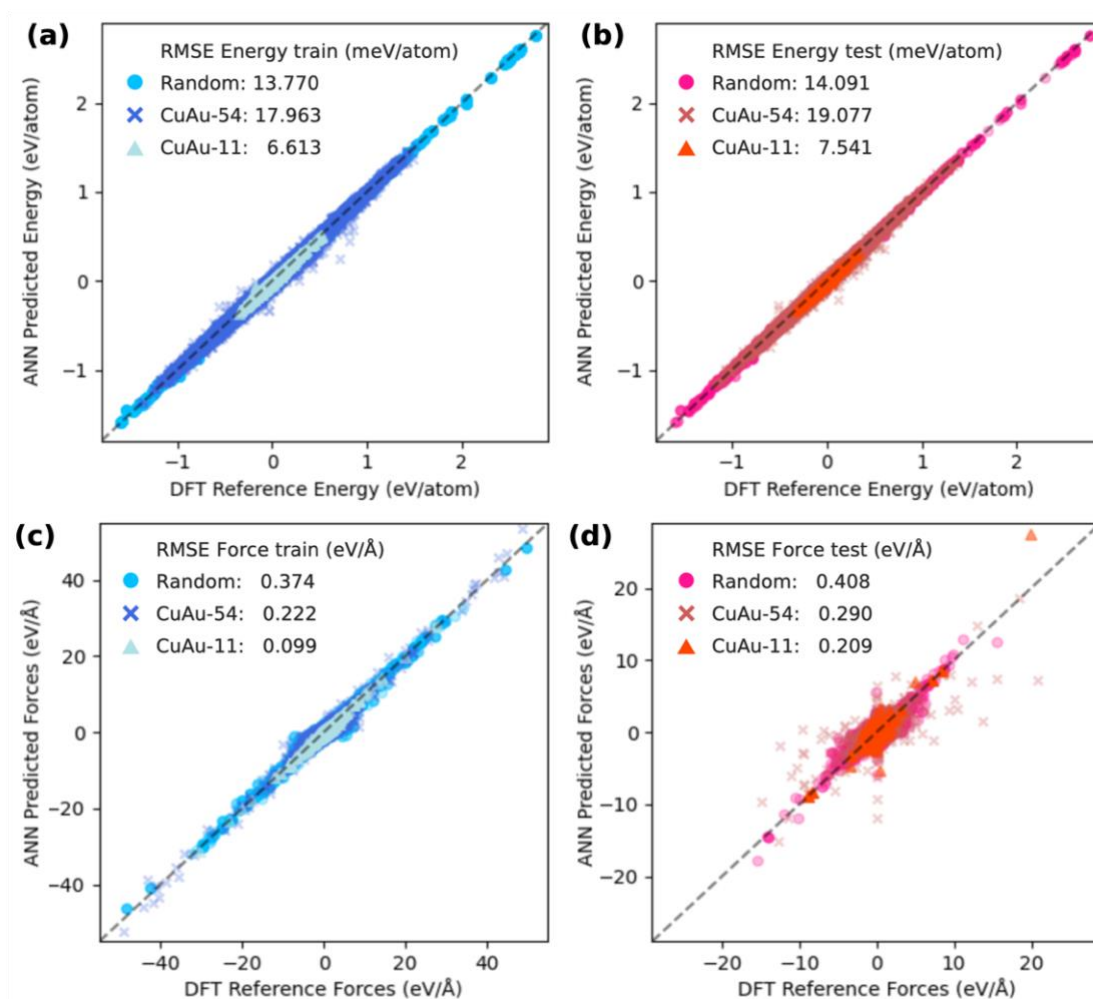 (a)
RMSE Energy train (meV/atom)
Random: 13.770
CuAu-54: 17.963
CuAu-11: 6.613
ANN Predicted Energy (eV/atom)
2
1
0
−1
−1 0 1 2
DFT Reference Energy (eV/atom)
(b)
RMSE Energy test (meV/atom)
Random: 14.091
CuAu-54: 19.077
CuAu-11: 7.541
ANN Predicted Energy (eV/atom)
2
1
0
−1
−1 0 1 2
DFT Reference Energy (eV/atom)
(c)
RMSE Force train (eV/Å)
Random: 0.374
CuAu-54: 0.222
CuAu-11: 0.099
ANN Predicted Forces (eV/Å)
40
20
0
−20
−40
−40 −20 0 20 40
DFT Reference Forces (eV/Å)
(d)
RMSE Force test (eV/Å)
Random: 0.408
CuAu-54: 0.290
CuAu-11: 0.209
ANN Predicted Forces (eV/Å)
20
10
0
−10
−20
−20 −10 0 10 20
DFT Reference Forces (eV/Å)